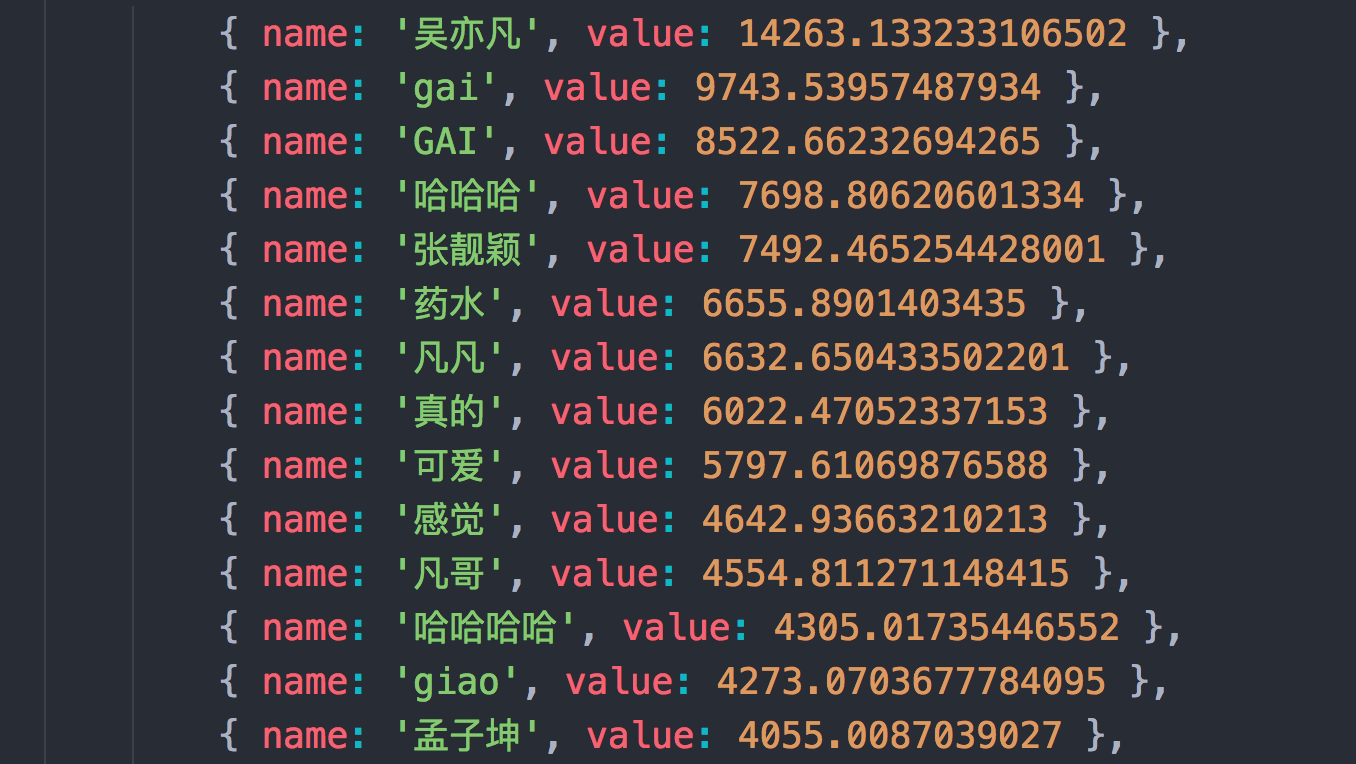 { name: '吴亦凡', value: 14263.133233106502 },
{ name: 'gai', value: 9743.53957487934 },
{ name: 'GAI', value: 8522.66232694265 },
{ name: '哈哈哈', value: 7698.80620601334 },
{ name: '张靓颖', value: 7492.465254428001 },
{ name: '药水', value: 6655.8901403435 },
{ name: '凡凡', value: 6632.650433502201 },
{ name: '真的', value: 6022.47052337153 },
{ name: '可爱', value: 5797.61069876588 },
{ name: '感觉', value: 4642.93663210213 },
{ name: '凡哥', value: 4554.811271148415 },
{ name: '哈哈哈哈', value: 4305.01735446552 },
{ name: 'giao', value: 4273.0703677784095 },
{ name: '孟子坤', value: 4055.0087039027 },